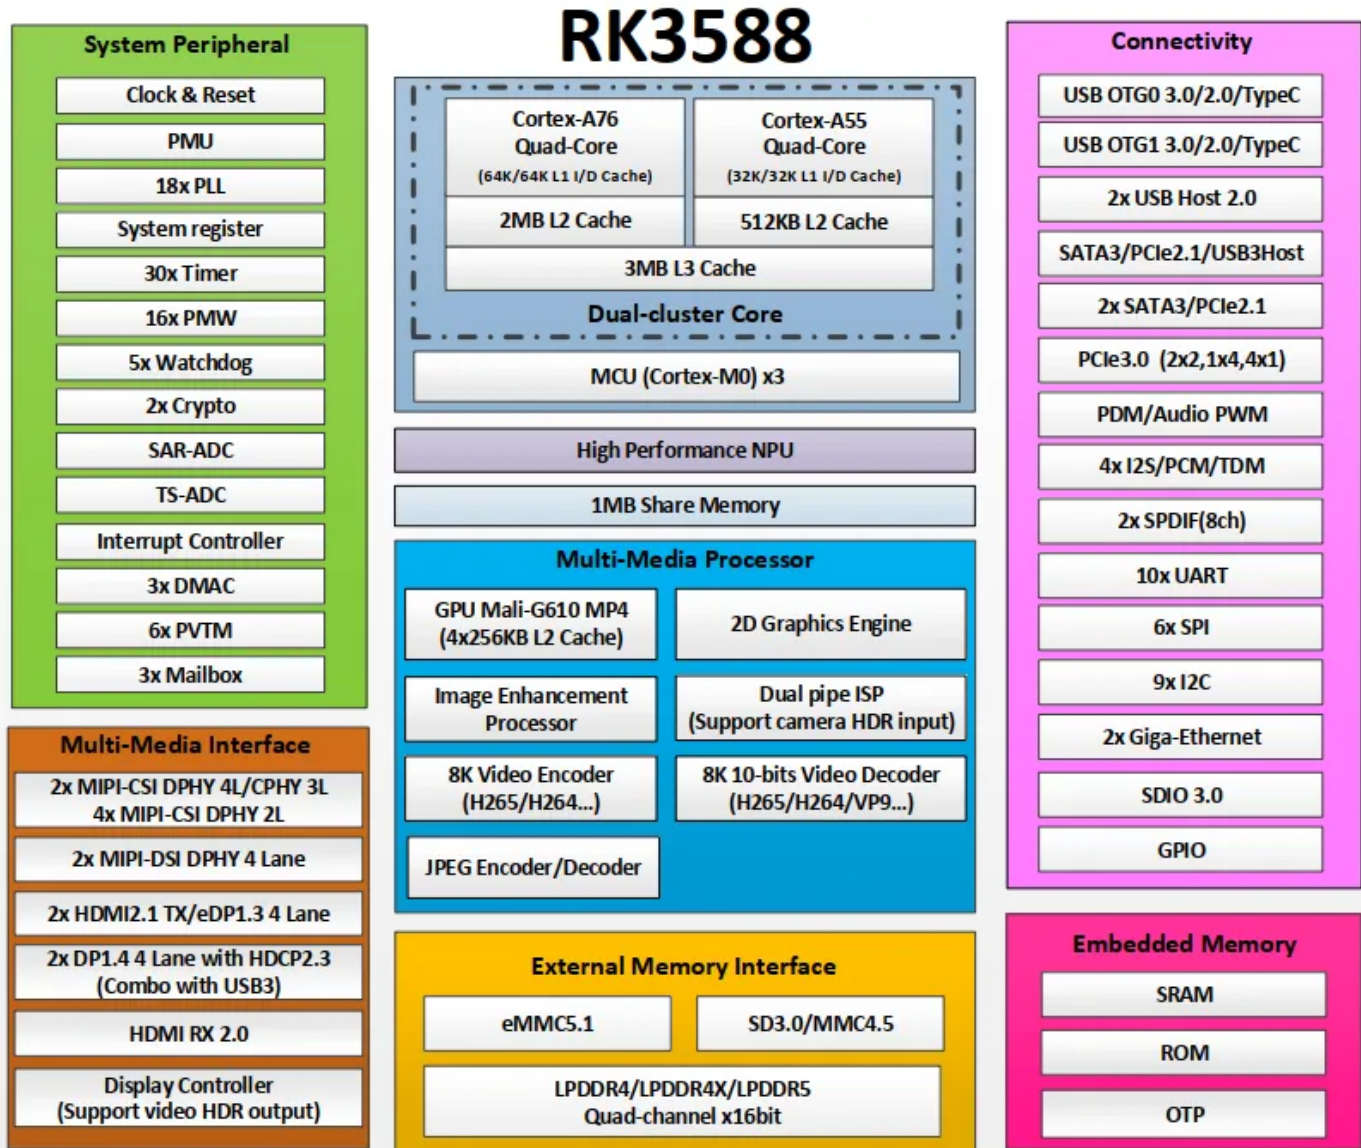 RK3588
System Peripheral
Clock & Reset
PMU
18x PLL
System register
30x Timer
16x PMW
5x Watchdog
2x Crypto
SAR-ADC
TS-ADC
Interrupt Controller
3x DMAC
6x PVTM
3x Mailbox
Multi-Media Interface
2x MIPI-CSI DPHY 4L/CPHY 3L
4x MIPI-CSI DPHY 2L
2x MIPI-DSI DPHY 4 Lane
2x HDMI2.1 TX/eDP1.3 4 Lane
2x DP1.4 4 Lane with HDCP2.3
(Combo with USB3)
HDMI RX 2.0
Display Controller
(Support video HDR output)
Cortex-A76
Quad-Core
(64K/64K L1 I/D Cache)
2MB L2 Cache
Cortex-A55
Quad-Core
(32K/32K L1 I/D Cache)
512KB L2 Cache
3MB L3 Cache
Dual-cluster Core
MCU (Cortex-M0) x3
High Performance NPU
1MB Share Memory
Multi-Media Processor
GPU Mali-G610 MP4
(4x256KB L2 Cache)
2D Graphics Engine
Image Enhancement
Processor
Dual pipe ISP
(Support camera HDR input)
8K Video Encoder
(H265/H264...)
8K 10-bits Video Decoder
(H265/H264/VP9...)
JPEG Encoder/Decoder
External Memory Interface
eMMC5.1
SD3.0/MMC4.5
LPDDR4/LPDDR4X/LPDDR5
Quad-channel x16bit
Connectivity
USB OTG0 3.0/2.0/TypeC
USB OTG1 3.0/2.0/TypeC
2x USB Host 2.0
SATA3/PCIe2.1/USB3Host
2x SATA3/PCIe2.1
PCIe3.0 (2x2,1x4,4x1)
PDM/Audio PWM
4x I2S/PCM/TDM
2x SPDIF(8ch)
10x UART
6x SPI
9x I2C
2x Giga-Ethernet
SDIO 3.0
GPIO
Embedded Memory
SRAM
ROM
OTP